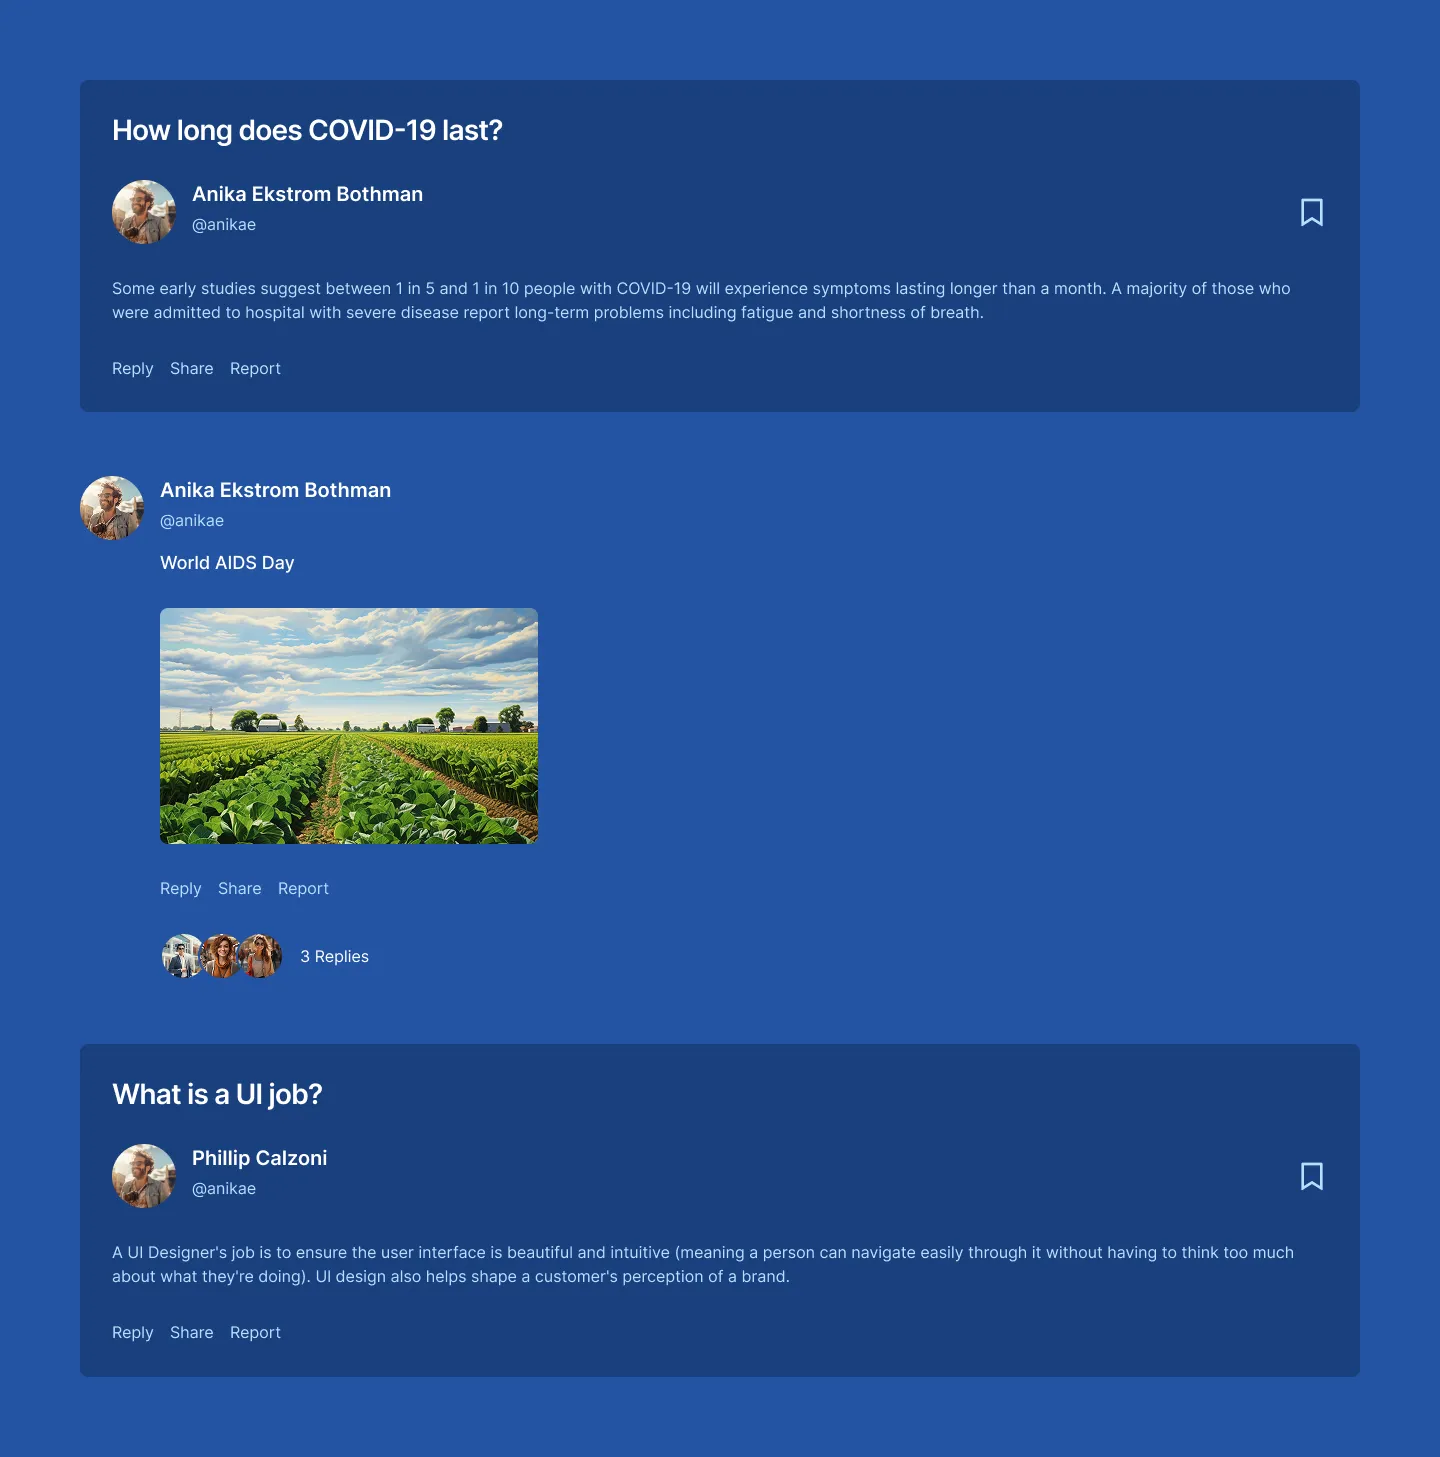 How long does COVID-19 last?
Anika Ekstrom Bothman
@anikae
Some early studies suggest between 1 in 5 and 1 in 10 people with COVID-19 will experience symptoms lasting longer than a month. A majority of those who
were admitted to hospital with severe disease report long-term problems including fatigue and shortness of breath.
Reply Share Report
Anika Ekstrom Bothman
@anikae
World AIDS Day
Reply Share Report
3 Replies
What is a UI job?
Phillip Calzoni
@anikae
A UI Designer's job is to ensure the user interface is beautiful and intuitive (meaning a person can navigate easily through it without having to think too much
about what they're doing). UI design also helps shape a customer's perception of a brand.
Reply Share Report